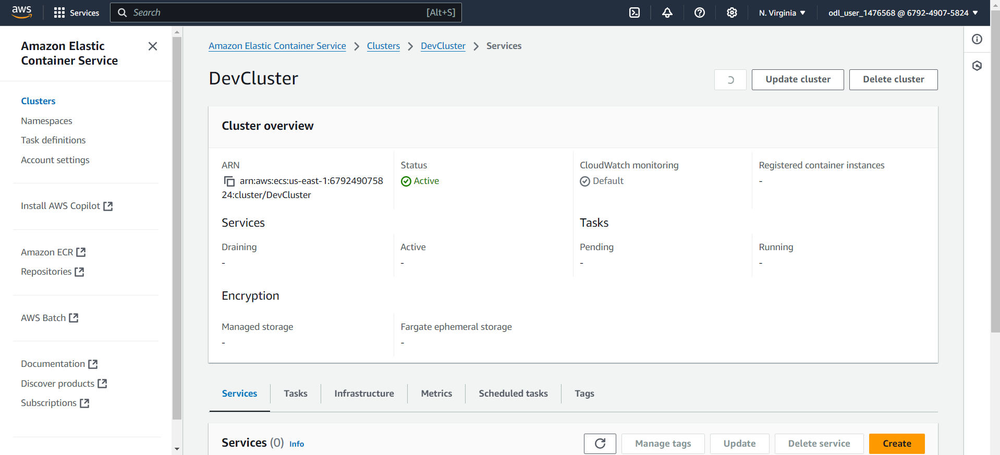 aws
Services
Search
[Alt+S]
N. Virginia
odl_user_1476568 @ 6792-4907-5824
Amazon Elastic
Container Service
Clusters
Namespaces
Task definitions
Account settings
Install AWS Copilot
Amazon ECR
Repositories
AWS Batch
Documentation
Discover products
Subscriptions
Amazon Elastic Container Service
Clusters
DevCluster
Services
DevCluster
Update cluster
Delete cluster
Cluster overview
ARN
arn:aws:ecs:us-east-1:6792490758
24:cluster/DevCluster
Status
Active
CloudWatch monitoring
Default
Registered container instances
-
Services
Tasks
Draining
-
Active
-
Pending
-
Running
-
Encryption
Managed storage
-
Fargate ephemeral storage
-
Services
Tasks
Infrastructure
Metrics
Scheduled tasks
Tags
Services (0) Info
Manage tags
Update
Delete service
Create